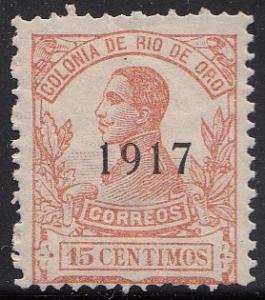 COLONIA DE RIO DE ORO
1917
CORREOS
15 CENTIMOS